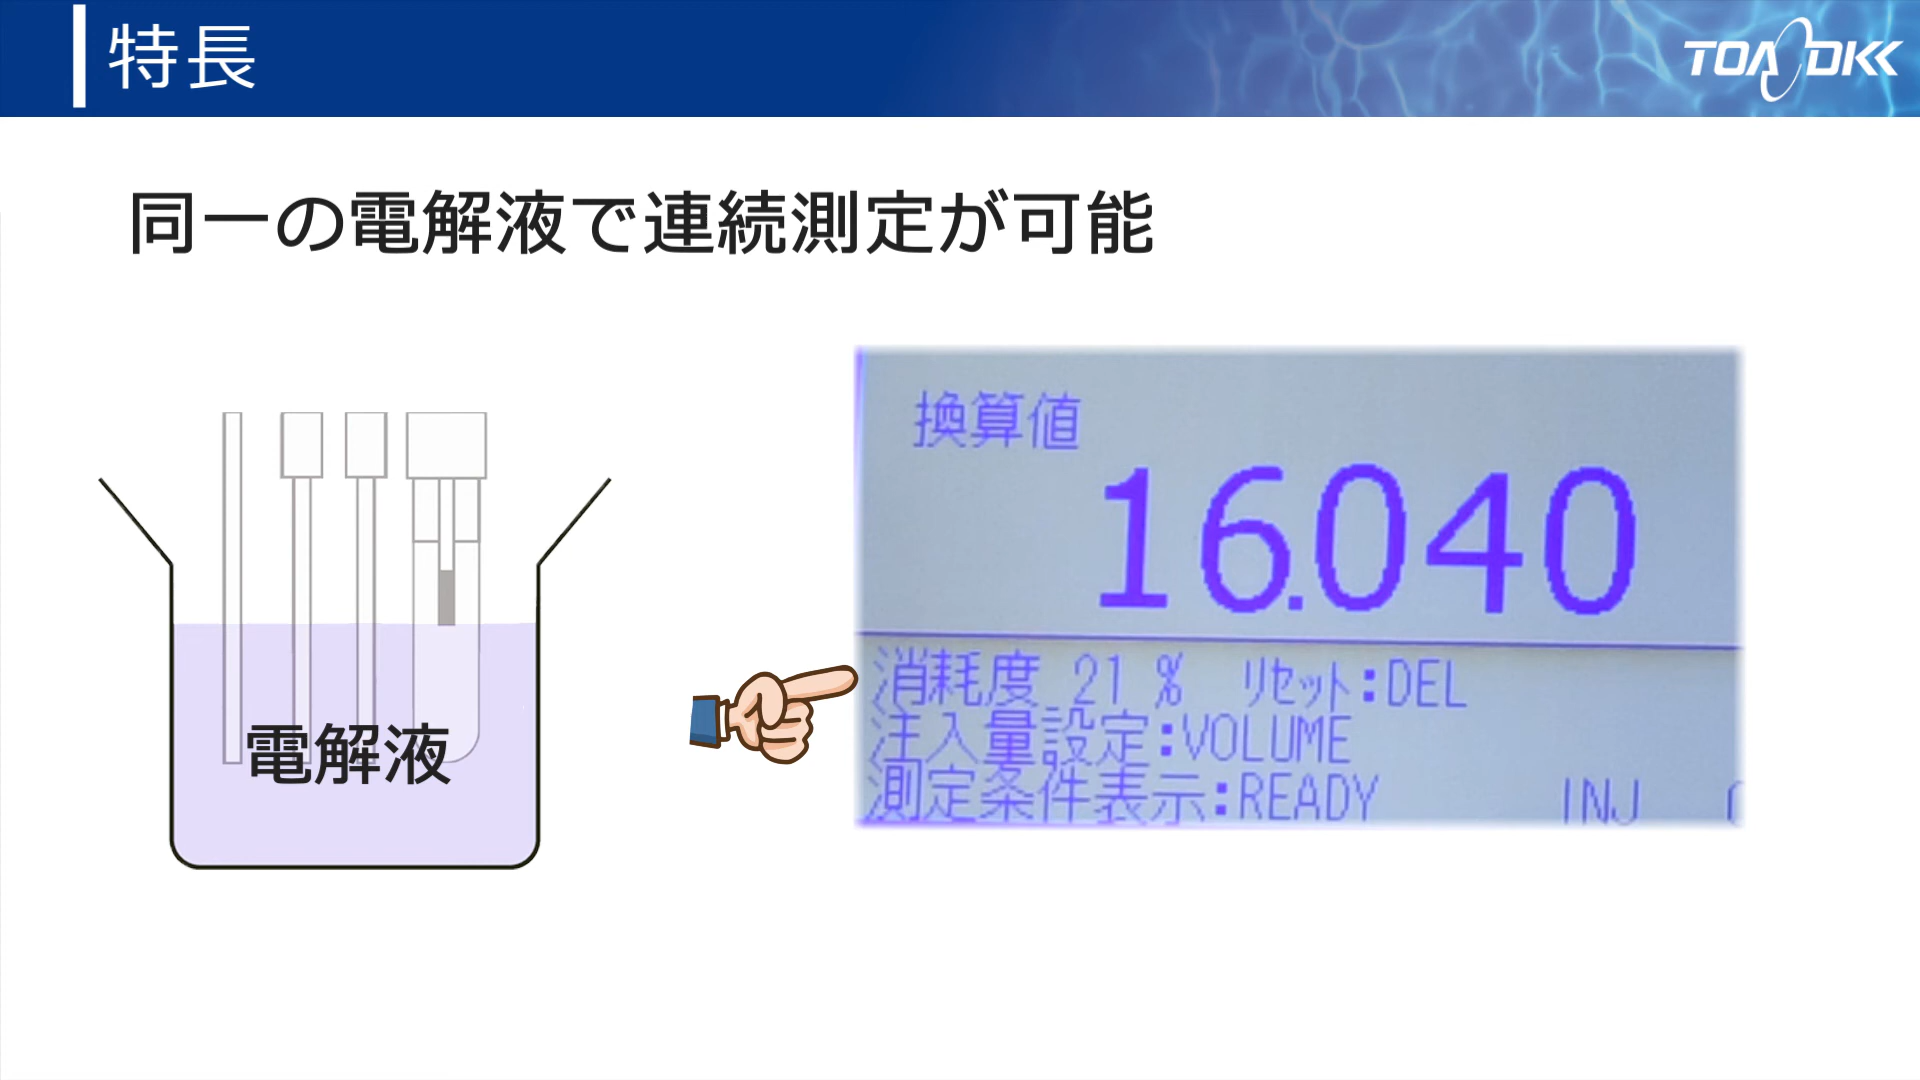 特長
TOADKK
同一の電解液で連続測定が可能
電解液
換算値
16.040
消耗度 21 % リセット:DEL
注入量設定:VOLUME
測定条件表示:READY INJ